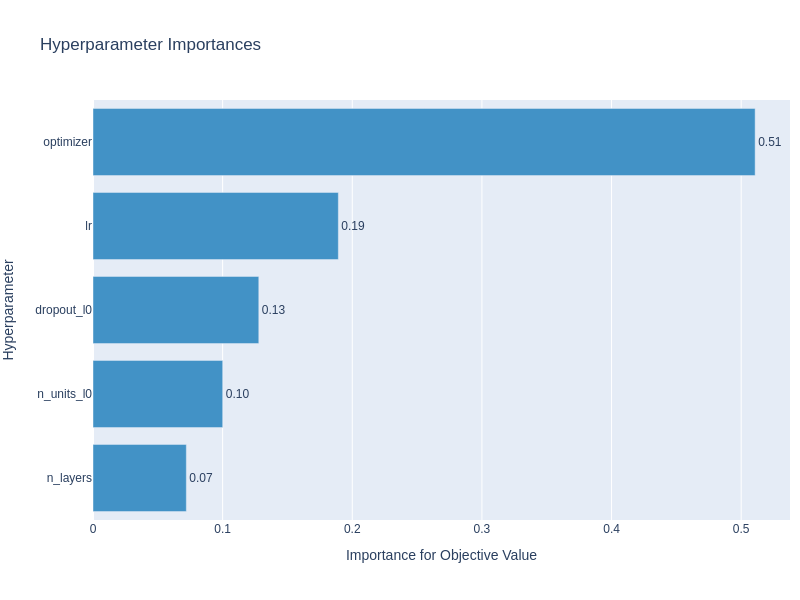 Hyperparameter Importances
Hyperparameter
optimizer
0.51
lr
0.19
dropout_l0
0.13
n_units_l0
0.10
n_layers
0.07
0 0.1 0.2 0.3 0.4 0.5
Importance for Objective Value